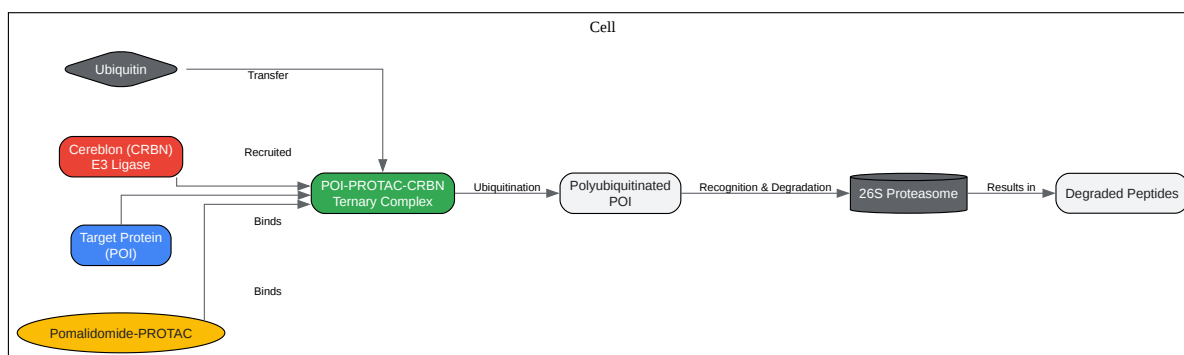 Cell
Ubiquitin
Transfer
Cereblon (CRBN)
E3 Ligase
Recruited
POI-PROTAC-CRBN
Ternary Complex
Ubiquitination
Polyubiquitinated
POI
Recognition & Degradation
26S Proteasome
Results in
Degraded Peptides
Binds
Target Protein
(POI)
Binds
Pomalidomide-PROTAC